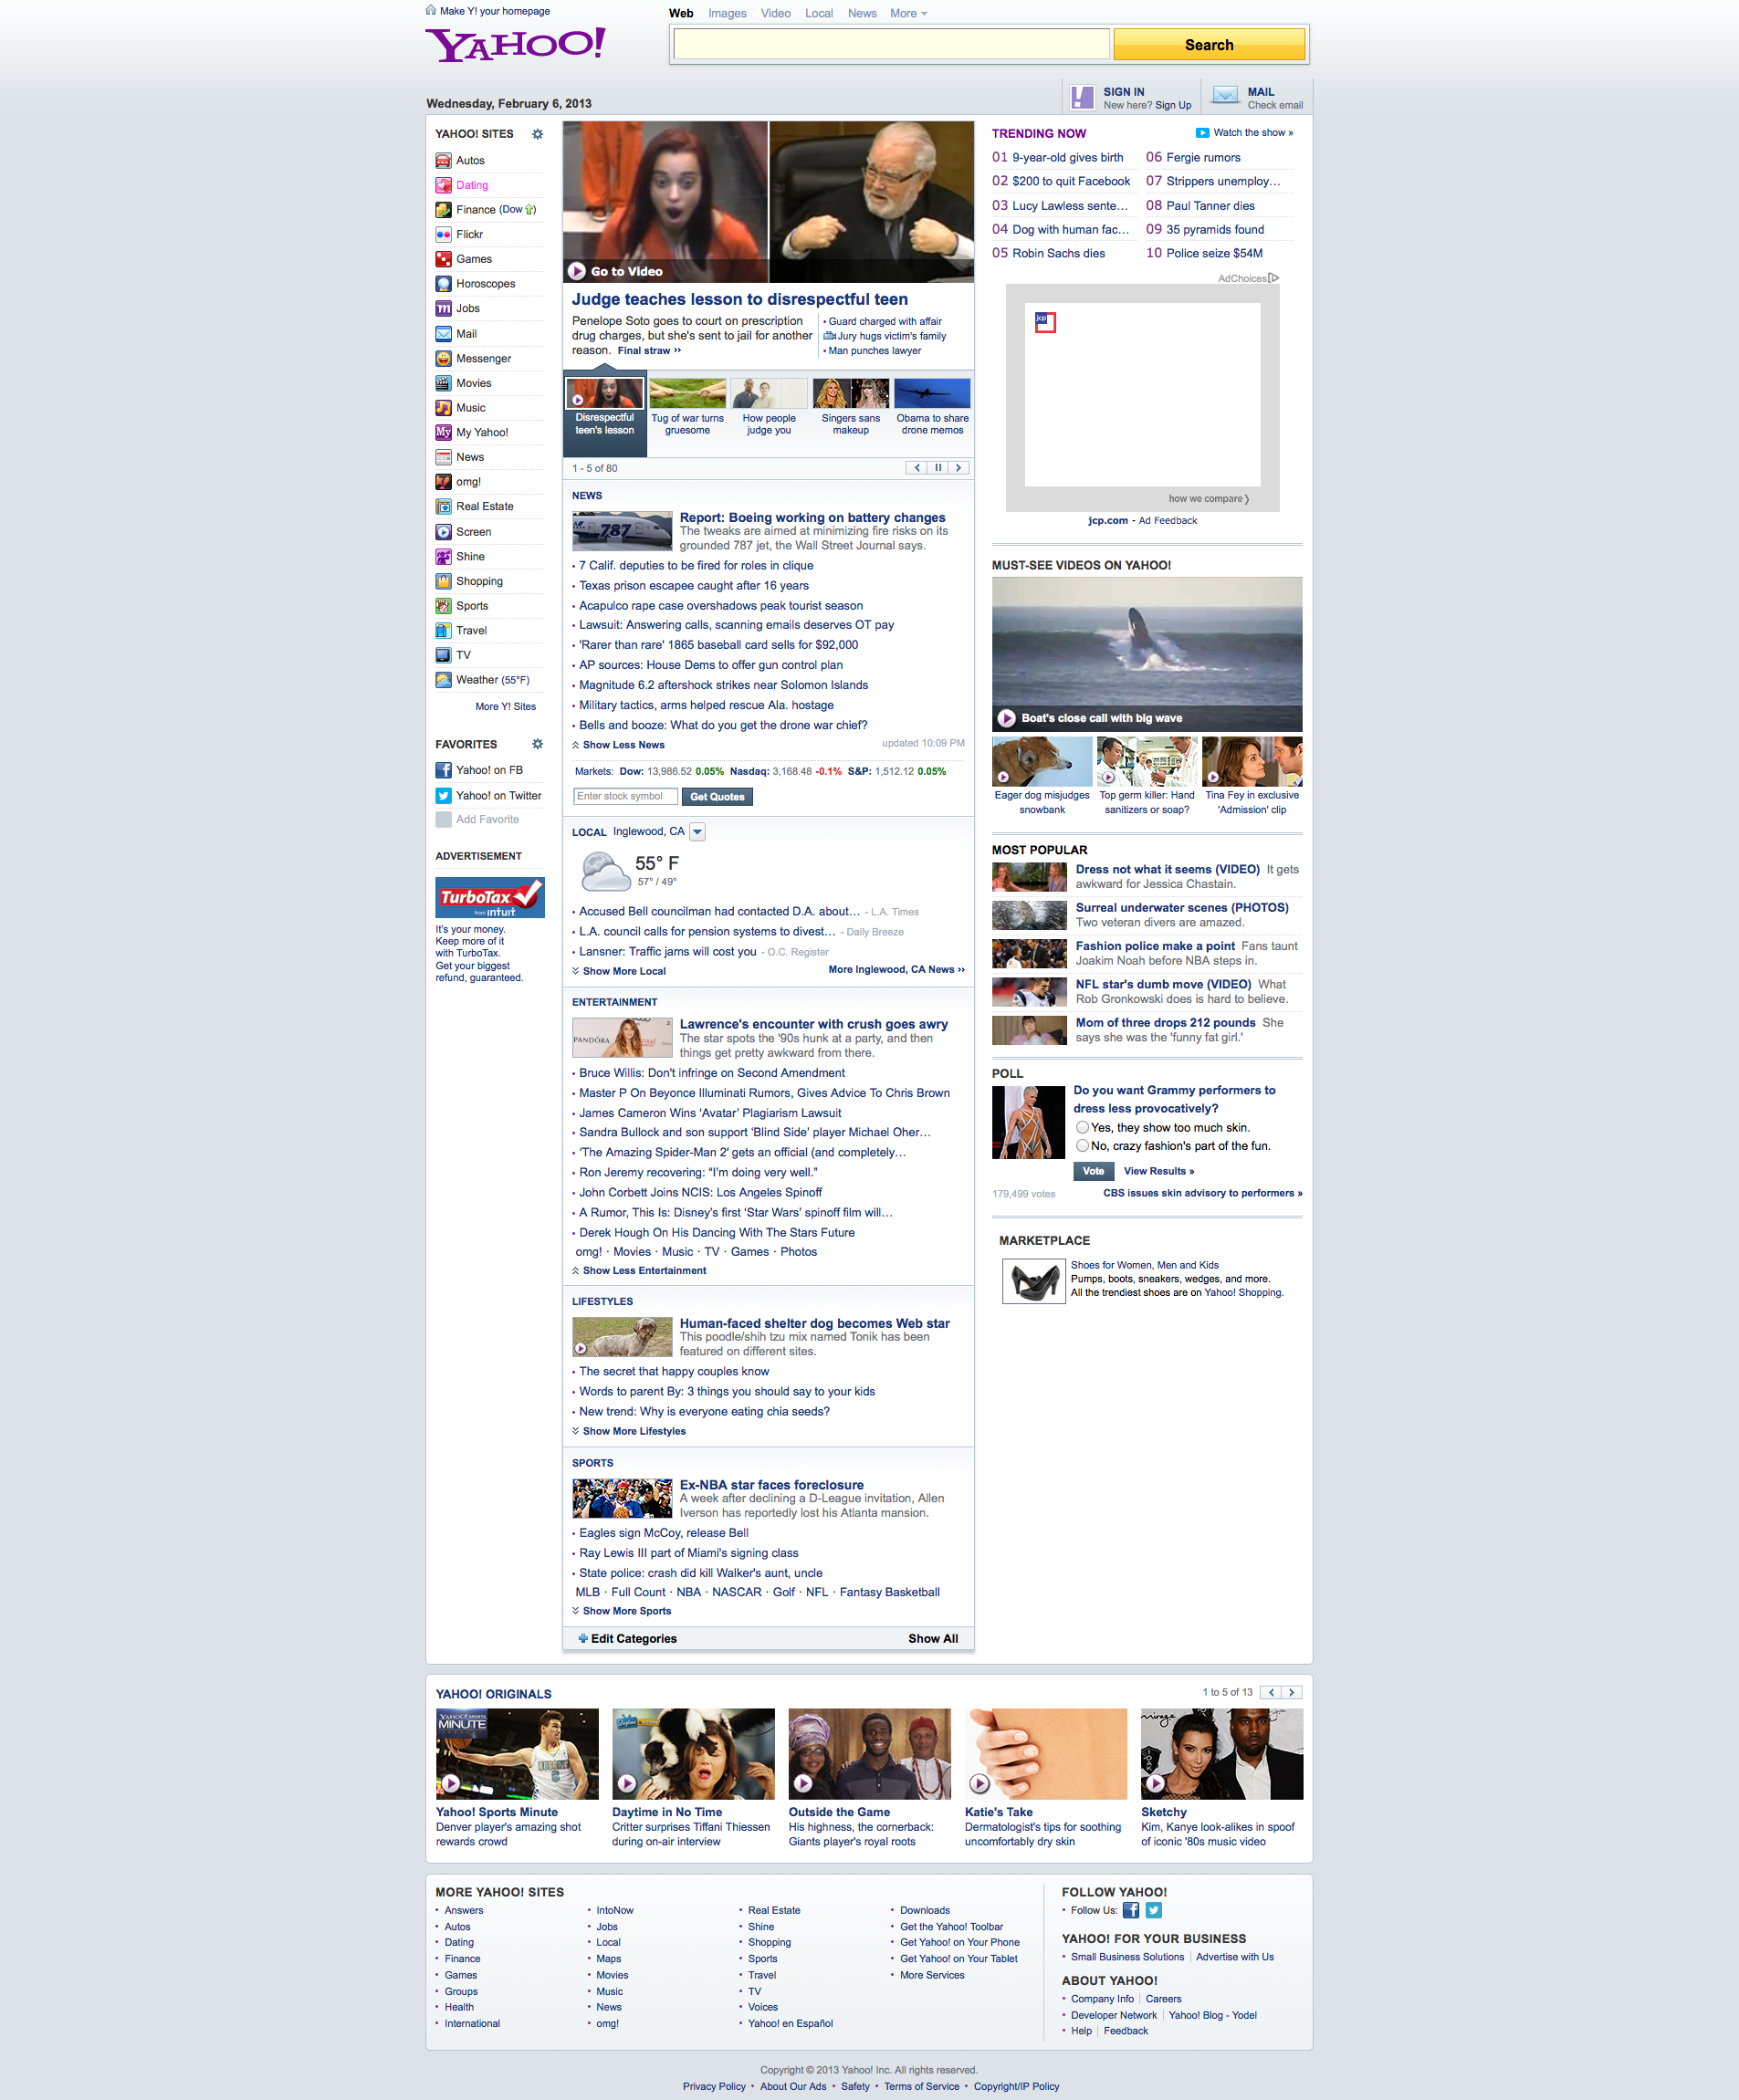 Make Y! your homepage
YAHOO!
Web Images Video Local News More
Search
Wednesday, February 6, 2013
SIGN IN
New here? Sign Up
MAIL
Check email
YAHOO! SITES
Autos
Dating
Finance (Dow)
Flickr
Games
Horoscopes
Jobs
Mail
Messenger
Movies
Music
My Yahoo!
News
omg!
Real Estate
Screen
Shine
Shopping
Sports
Travel
TV
Weather (55°F)
More Y! Sites
FAVORITES
Yahoo! on FB
Yahoo! on Twitter
Add Favorite
ADVERTISEMENT
TurboTax
from intuit
It's your money.
Keep more of it
with TurboTax.
Get your biggest
refund, guaranteed.
Go to Video
Judge teaches lesson to disrespectful teen
Penelope Soto goes to court on prescription
drug charges, but she's sent to jail for another
reason. Final straw »
• Guard charged with affair
Jury hugs victim's family
• Man punches lawyer
Disrespectful
teen's lesson
Tug of war turns
gruesome
How people
judge you
Singers sans
makeup
Obama to share
drone memos
1 - 5 of 80
NEWS
787
Report: Boeing working on battery changes
The tweaks are aimed at minimizing fire risks on its
grounded 787 jet, the Wall Street Journal says.
• 7 Calif. deputies to be fired for roles in clique
• Texas prison escapee caught after 16 years
• Acapulco rape case overshadows peak tourist season
• Lawsuit: Answering calls, scanning emails deserves OT pay
• 'Rarer than rare' 1865 baseball card sells for $92,000
• AP sources: House Dems to offer gun control plan
• Magnitude 6.2 aftershock strikes near Solomon Islands
• Military tactics, arms helped rescue Ala. hostage
• Bells and booze: What do you get the drone war chief?
Show Less News
updated 10:09 PM
Markets: Dow: 13,986.52 0.05% Nasdaq: 3,168.48 -0.1% S&P: 1,512.12 0.05%
Enter stock symbol Get Quotes
LOCAL Inglewood, CA
55° F
57° / 49°
• Accused Bell councilman had contacted D.A. about… - L.A. Times
• L.A. council calls for pension systems to divest… - Daily Breeze
• Lansner: Traffic jams will cost you - O.C. Register
Show More Local
More Inglewood, CA News »
ENTERTAINMENT
PANDÖRA
Lawrence's encounter with crush goes awry
The star spots the '90s hunk at a party, and then
things get pretty awkward from there.
• Bruce Willis: Don't infringe on Second Amendment
• Master P On Beyonce Illuminati Rumors, Gives Advice To Chris Brown
• James Cameron Wins 'Avatar' Plagiarism Lawsuit
• Sandra Bullock and son support 'Blind Side' player Michael Oher…
• 'The Amazing Spider-Man 2' gets an official (and completely…
• Ron Jeremy recovering: “I'm doing very well.”
• John Corbett Joins NCIS: Los Angeles Spinoff
• A Rumor, This Is: Disney's first 'Star Wars' spinoff film will…
• Derek Hough On His Dancing With The Stars Future
omg! · Movies · Music · TV · Games · Photos
Show Less Entertainment
LIFESTYLES
Human-faced shelter dog becomes Web star
This poodle/shih tzu mix named Tonik has been
featured on different sites.
• The secret that happy couples know
• Words to parent By: 3 things you should say to your kids
• New trend: Why is everyone eating chia seeds?
Show More Lifestyles
SPORTS
Ex-NBA star faces foreclosure
A week after declining a D-League invitation, Allen
Iverson has reportedly lost his Atlanta mansion.
• Eagles sign McCoy, release Bell
• Ray Lewis III part of Miami's signing class
• State police: crash did kill Walker's aunt, uncle
MLB · Full Count · NBA · NASCAR · Golf · NFL · Fantasy Basketball
Show More Sports
Edit Categories
Show All
TRENDING NOW
Watch the show »
01 9-year-old gives birth
02 $200 to quit Facebook
03 Lucy Lawless sente…
04 Dog with human fac…
05 Robin Sachs dies
06 Fergie rumors
07 Strippers unemploy…
08 Paul Tanner dies
09 35 pyramids found
10 Police seize $54M
AdChoices
jcp
how we compare
jcp.com - Ad Feedback
MUST-SEE VIDEOS ON YAHOO!
Boat's close call with big wave
Eager dog misjudges
snowbank
Top germ killer: Hand
sanitizers or soap?
Tina Fey in exclusive
'Admission' clip
MOST POPULAR
Dress not what it seems (VIDEO) It gets
awkward for Jessica Chastain.
Surreal underwater scenes (PHOTOS)
Two veteran divers are amazed.
Fashion police make a point Fans taunt
Joakim Noah before NBA steps in.
NFL star's dumb move (VIDEO) What
Rob Gronkowski does is hard to believe.
Mom of three drops 212 pounds She
says she was the 'funny fat girl.'
POLL
Do you want Grammy performers to
dress less provocatively?
Yes, they show too much skin.
No, crazy fashion's part of the fun.
Vote View Results »
179,499 votes
CBS issues skin advisory to performers »
MARKETPLACE
Shoes for Women, Men and Kids
Pumps, boots, sneakers, wedges, and more.
All the trendiest shoes are on Yahoo! Shopping.
YAHOO! ORIGINALS
1 to 5 of 13
YAHOO! SPORTS
MINUTE
Yahoo! Sports Minute
Denver player's amazing shot
rewards crowd
Daytime in No Time
Critter surprises Tiffani Thiessen
during on-air interview
Outside the Game
His highness, the cornerback:
Giants player's royal roots
Katie's Take
Dermatologist's tips for soothing
uncomfortably dry skin
mirage
Sketchy
Kim, Kanye look-alikes in spoof
of iconic '80s music video
MORE YAHOO! SITES
• Answers
• Autos
• Dating
• Finance
• Games
• Groups
• Health
• International
• IntoNow
• Jobs
• Local
• Maps
• Movies
• Music
• News
• omg!
• Real Estate
• Shine
• Shopping
• Sports
• Travel
• TV
• Voices
• Yahoo! en Español
• Downloads
• Get the Yahoo! Toolbar
• Get Yahoo! on Your Phone
• Get Yahoo! on Your Tablet
• More Services
FOLLOW YAHOO!
• Follow Us:
YAHOO! FOR YOUR BUSINESS
• Small Business Solutions | Advertise with Us
ABOUT YAHOO!
• Company Info | Careers
• Developer Network | Yahoo! Blog - Yodel
• Help | Feedback
Copyright © 2013 Yahoo! Inc. All rights reserved.
Privacy Policy • About Our Ads • Safety • Terms of Service • Copyright/IP Policy